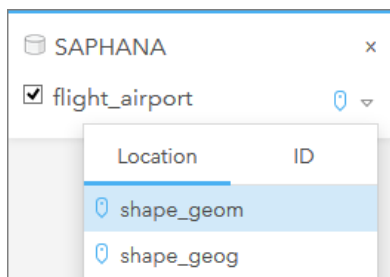 SAPHANA ×
flight_airport
Location ID
shape_geom
shape_geog